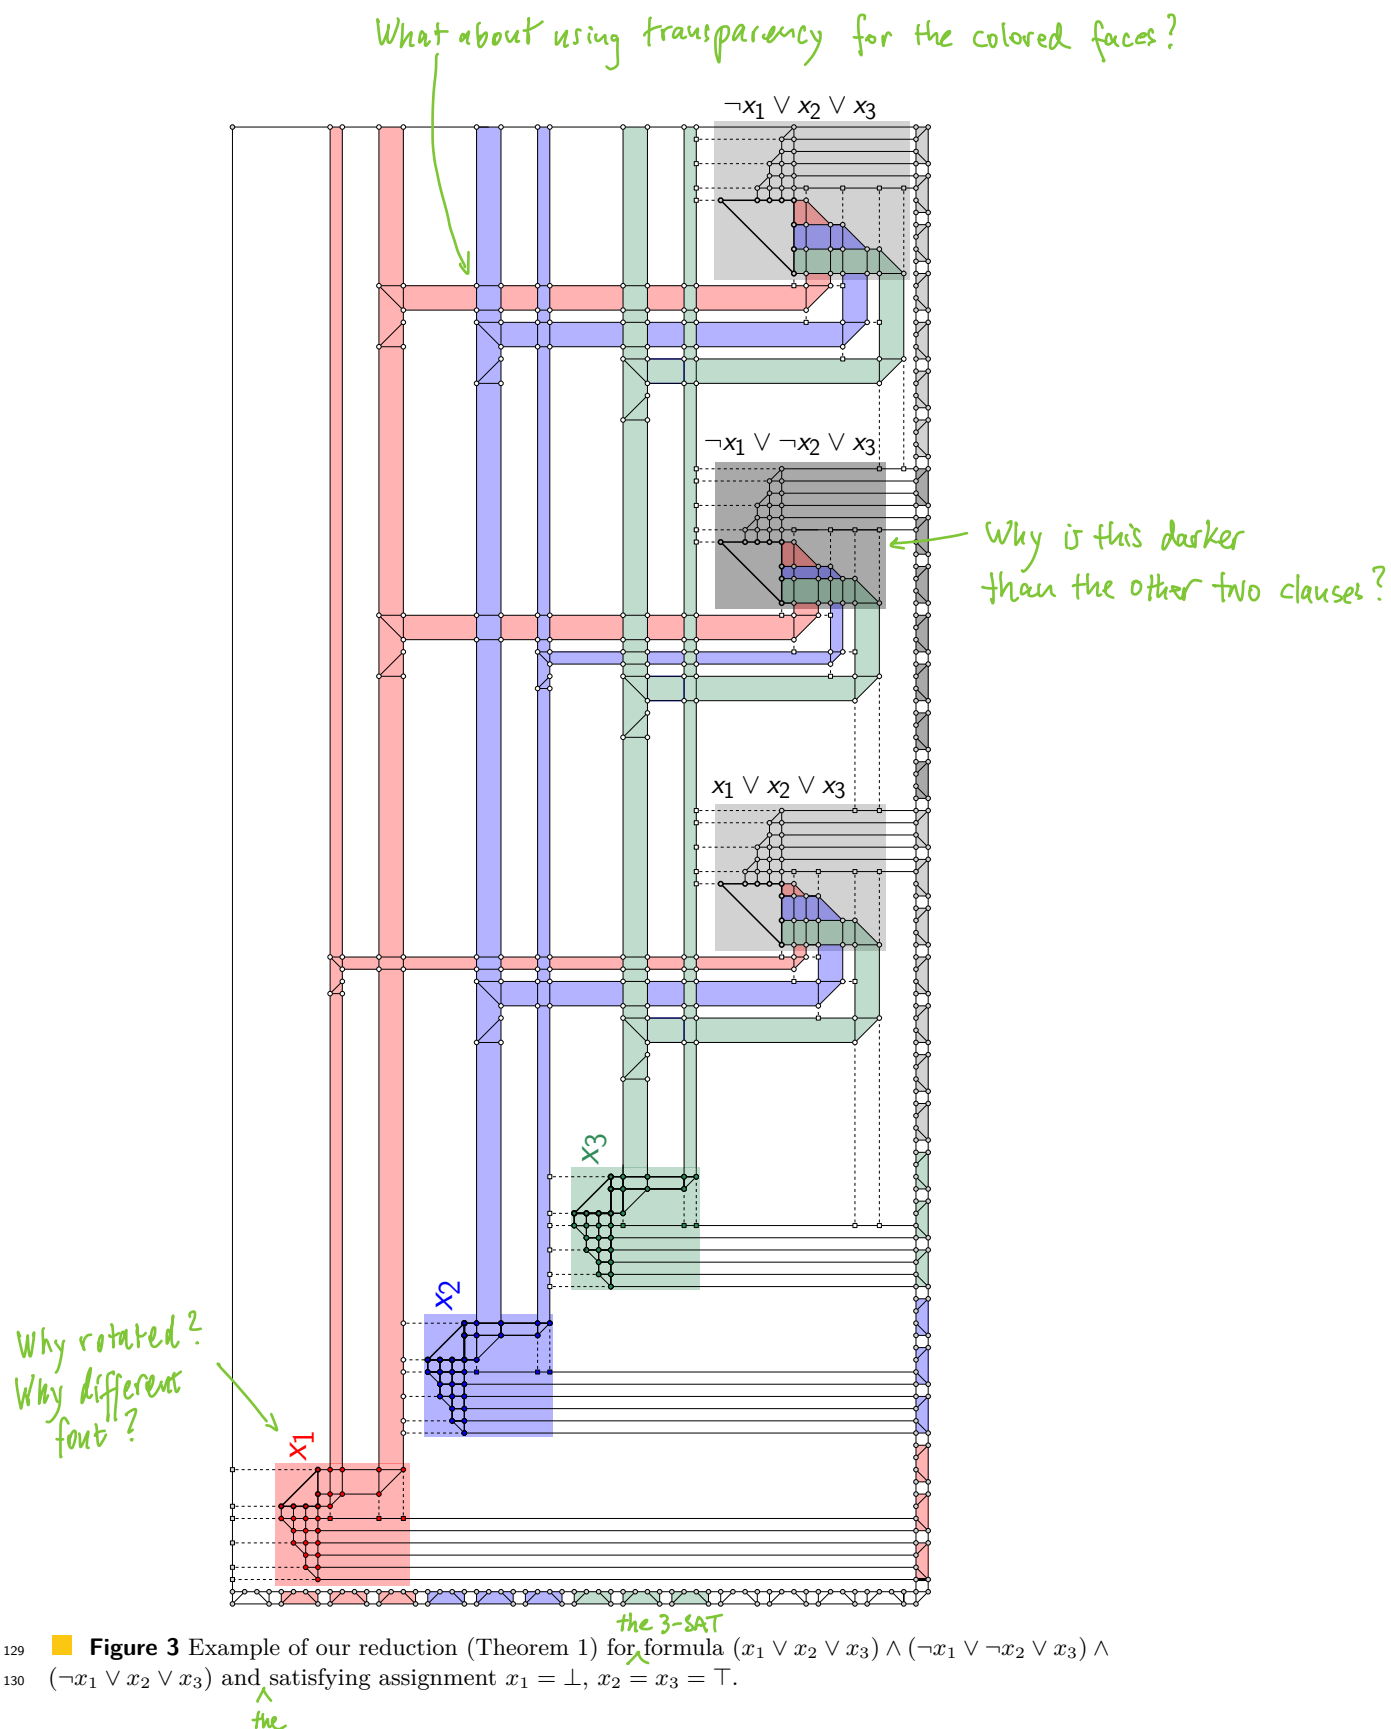 What about using transparency for the colored faces?
¬x1 ∨ x2 ∨ x3
¬x1 ∨ ¬x2 ∨ x3
Why is this darker
than the other two clauses?
x1 ∨ x2 ∨ x3
x3
x2
Why rotated?
Why different
font?
x1
the 3-SAT
129 Figure 3 Example of our reduction (Theorem 1) for formula (x1 ∨ x2 ∨ x3) ∧ (¬x1 ∨ ¬x2 ∨ x3) ∧
130 (¬x1 ∨ x2 ∨ x3) and satisfying assignment x1 = ⊥, x2 = x3 = ⊤.
the